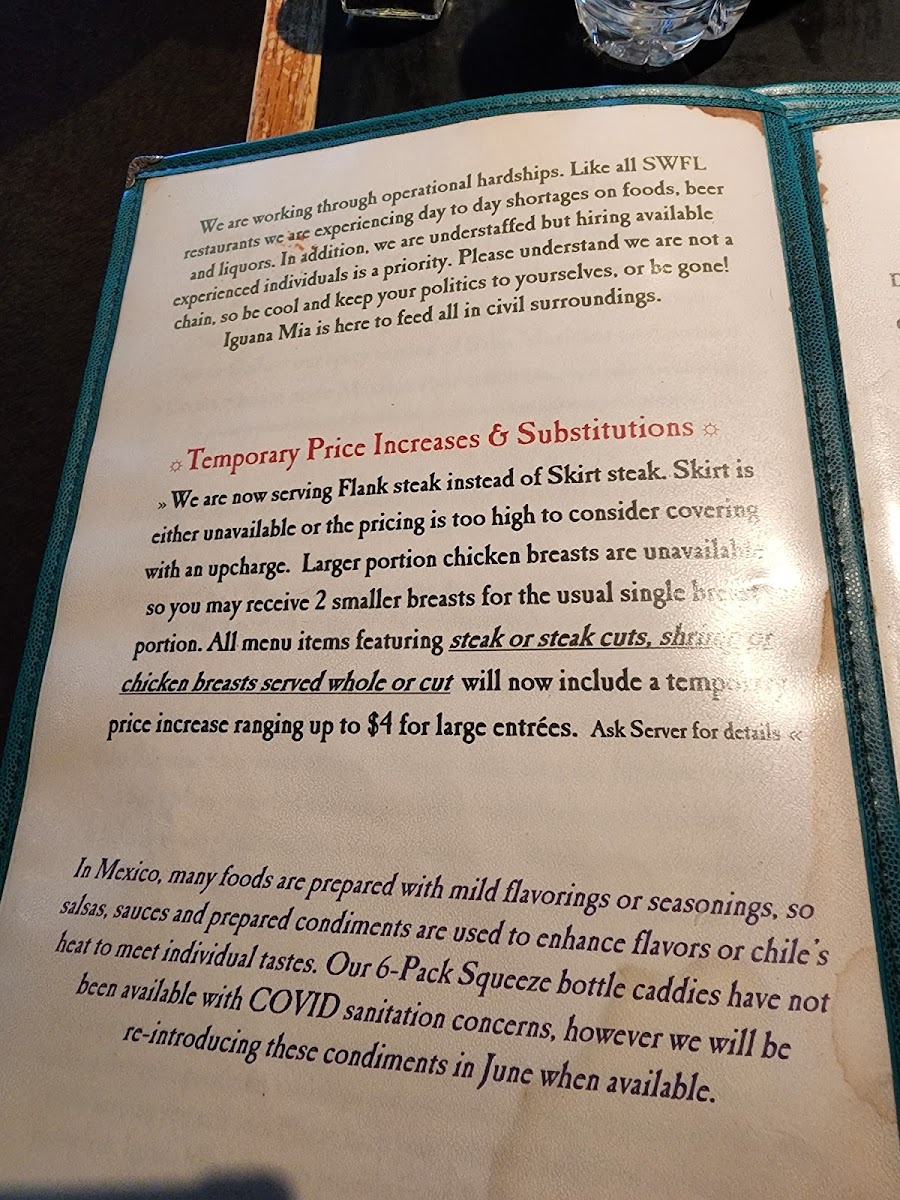 We are working through operational hardships. Like all SWFL
restaurants we are experiencing day to day shortages on foods, beer
and liquors. In addition, we are understaffed but hiring available
experienced individuals is a priority. Please understand we are not a
chain, so be cool and keep your politics to yourselves, or be gone!
Iguana Mia is here to feed all in civil surroundings.
☼ Temporary Price Increases & Substitutions ☼
» We are now serving Flank steak instead of Skirt steak. Skirt is
either unavailable or the pricing is too high to consider covering
with an upcharge. Larger portion chicken breasts are unavailable
so you may receive 2 smaller breasts for the usual single breast
portion. All menu items featuring steak or steak cuts, shrimp or
chicken breasts served whole or cut will now include a temporary
price increase ranging up to $4 for large entrées. Ask Server for details «
In Mexico, many foods are prepared with mild flavorings or seasonings, so
salsas, sauces and prepared condiments are used to enhance flavors or chile's
heat to meet individual tastes. Our 6-Pack Squeeze bottle caddies have not
been available with COVID sanitation concerns, however we will be
re-introducing these condiments in June when available.